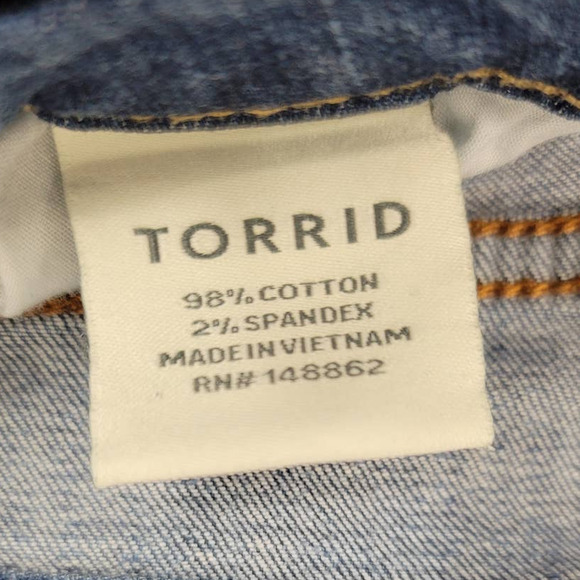 TORRID
98% COTTON
2% SPANDEX
MADE IN VIETNAM
RN# 148862